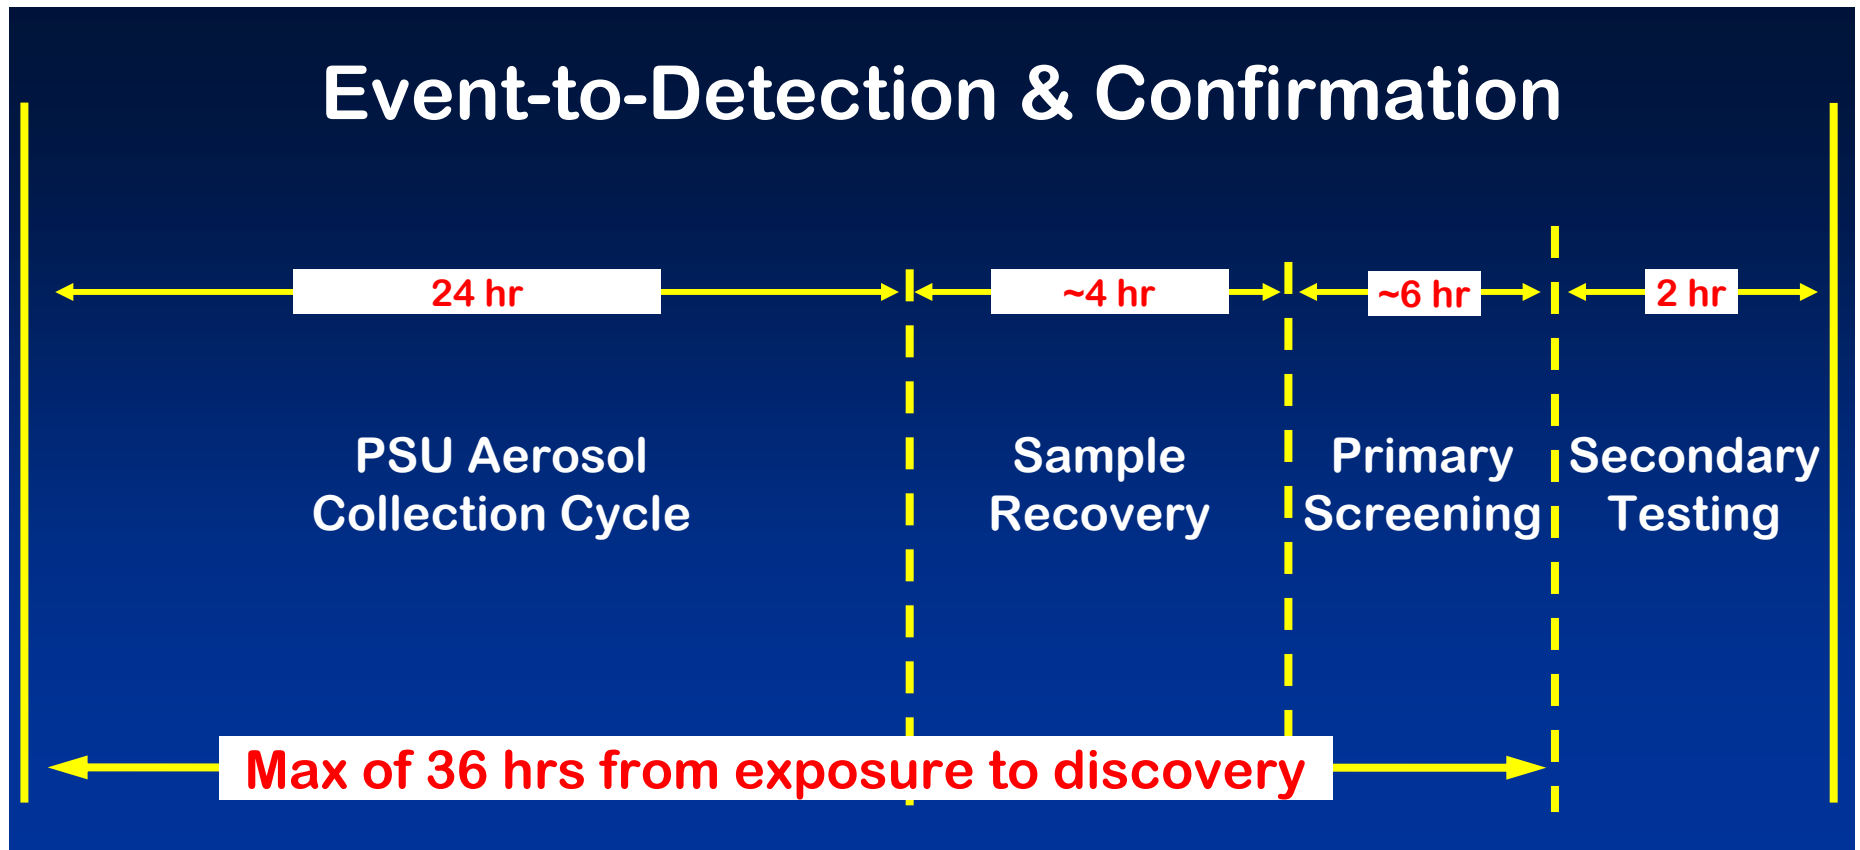 Event-to-Detection & Confirmation
24 hr
~4 hr
~6 hr
2 hr
PSU Aerosol
Collection Cycle
Sample
Recovery
Primary
Screening
Secondary
Testing
Max of 36 hrs from exposure to discovery